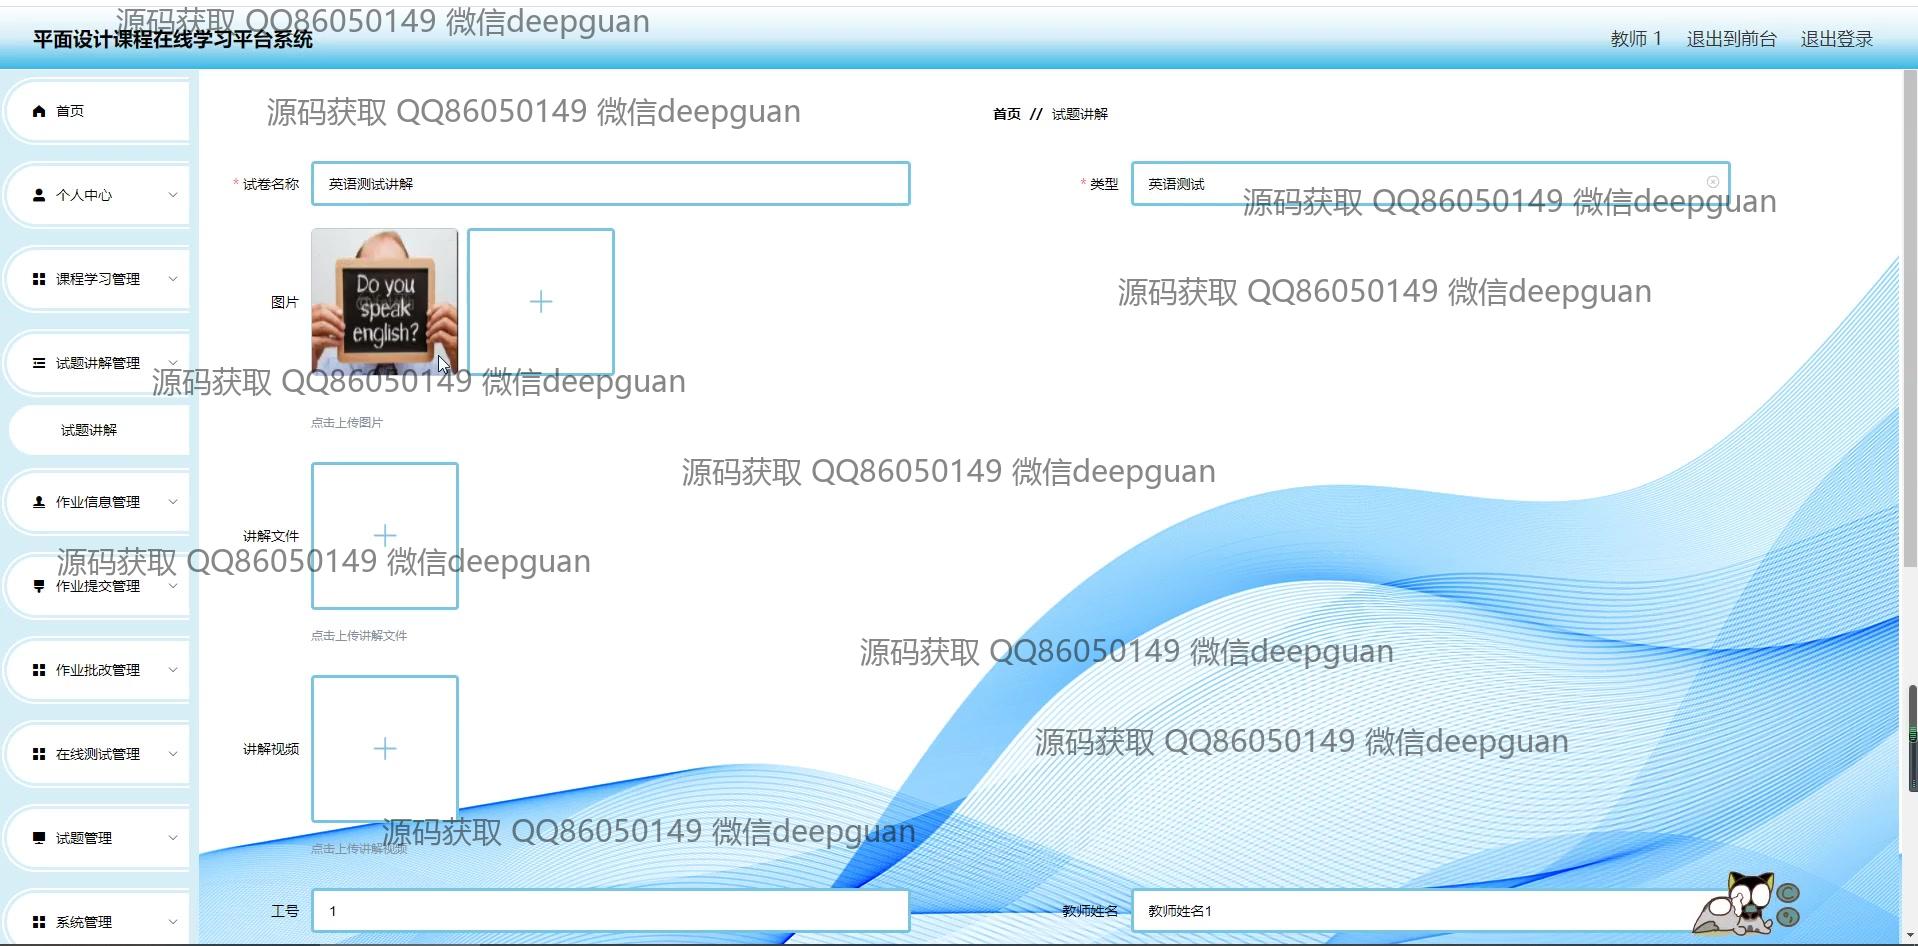 源码获取 QQ86050149 微信deepguan
平面设计课程在线学习平台系统
教师 1 退出到前台 退出登录
首页
源码获取 QQ86050149 微信deepguan
首页 // 试题讲解
个人中心
* 试卷名称 英语测试讲解
* 类型 英语测试
源码获取 QQ86050149 微信deepguan
课程学习管理
图片
Do you
speak
english?
源码获取 QQ86050149 微信deepguan
试题讲解管理
源码获取 QQ86050149 微信deepguan
点击上传图片
试题讲解
源码获取 QQ86050149 微信deepguan
作业信息管理
讲解文件
源码获取 QQ86050149 微信deepguan
作业提交管理
点击上传讲解文件
源码获取 QQ86050149 微信deepguan
作业批改管理
讲解视频
源码获取 QQ86050149 微信deepguan
在线测试管理
源码获取 QQ86050149 微信deepguan
试题管理
点击上传讲解视频
工号 1
教师姓名 教师姓名1
系统管理